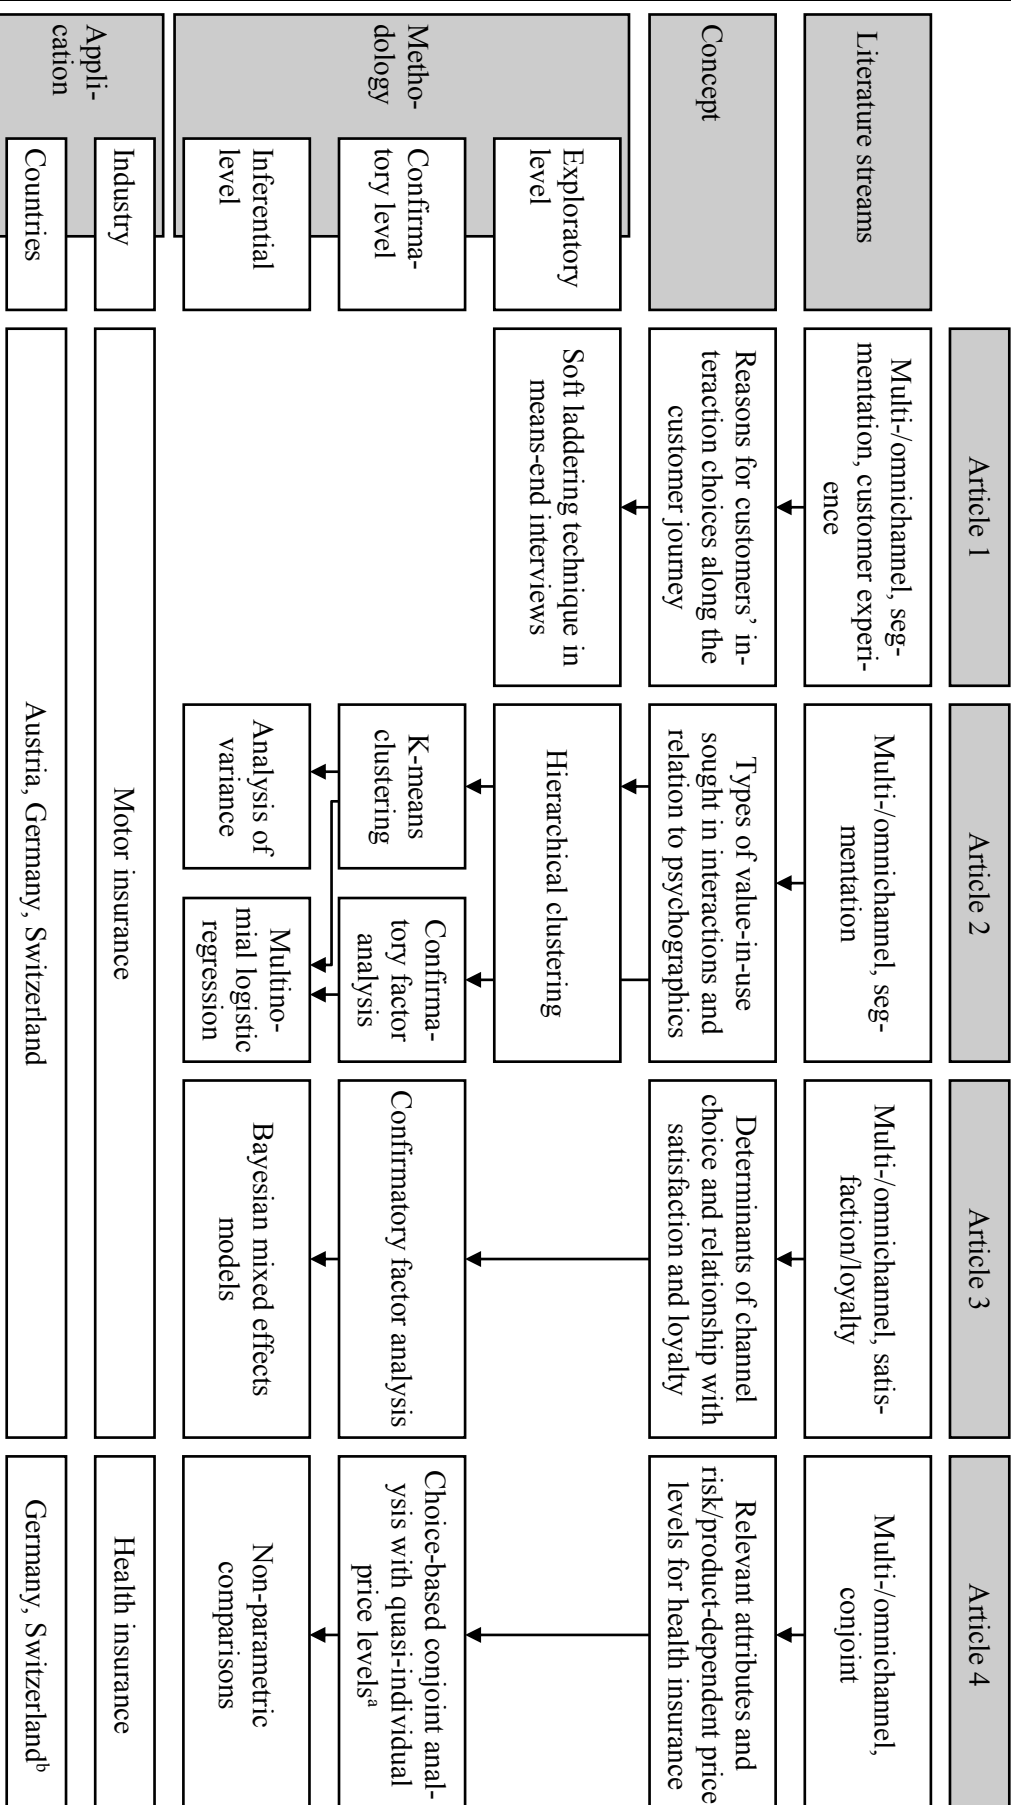 Article 1
Article 2
Article 3
Article 4
Literature streams
Multi-/omnichannel, seg-
mentation, customer experi-
ence
Multi-/omnichannel, seg-
mentation
Multi-/omnichannel, satis-
faction/loyalty
Multi-/omnichannel,
conjoint
Concept
Reasons for customers’ in-
teraction choices along the
customer journey
Types of value-in-use
sought in interactions and
relation to psychographics
Determinants of channel
choice and relationship with
satisfaction and loyalty
Relevant attributes and
risk/product-dependent price
levels for health insurance
Metho-
dology
Exploratory
level
Soft laddering technique in
means-end interviews
Hierarchical clustering
Confirma-
tory level
K-means
clustering
Confirma-
tory factor
analysis
Confirmatory factor analysis
Choice-based conjoint anal-
ysis with quasi-individual
price levelsᵃ
Inferential
level
Analysis of
variance
Multino-
mial logistic
regression
Bayesian mixed effects
models
Non-parametric
comparisons
Appli-
cation
Industry
Motor insurance
Health insurance
Countries
Austria, Germany, Switzerland
Germany, Switzerlandᵇ